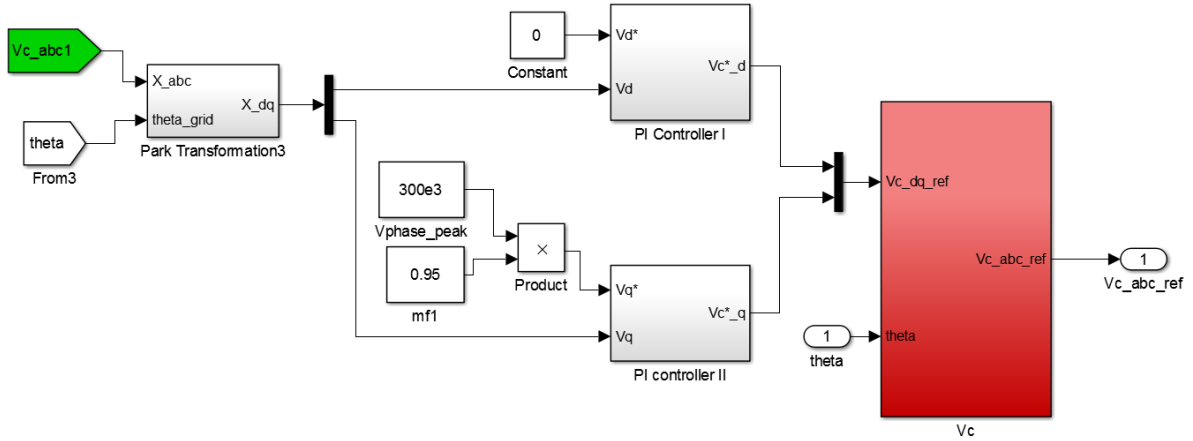 Vc_abc1
X_abc
X_dq
theta_grid
Park Transformation3
theta
From3
0
Constant
Vd*
Vc*_d
Vd
PI Controller I
300e3
Vphase_peak
0.95
mf1
×
Product
Vq*
Vc*_q
Vq
PI controller II
Vc_dq_ref
Vc_abc_ref
theta
Vc
1
theta
1
Vc_abc_ref